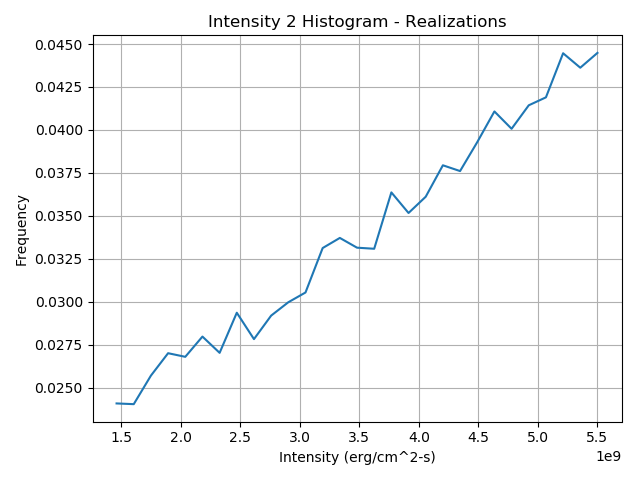 Intensity 2 Histogram - Realizations
0.0450
0.0425
0.0400
0.0375
0.0350
0.0325
0.0300
0.0275
0.0250
Frequency
1.5 2.0 2.5 3.0 3.5 4.0 4.5 5.0 5.5
1e9
Intensity (erg/cm^2-s)